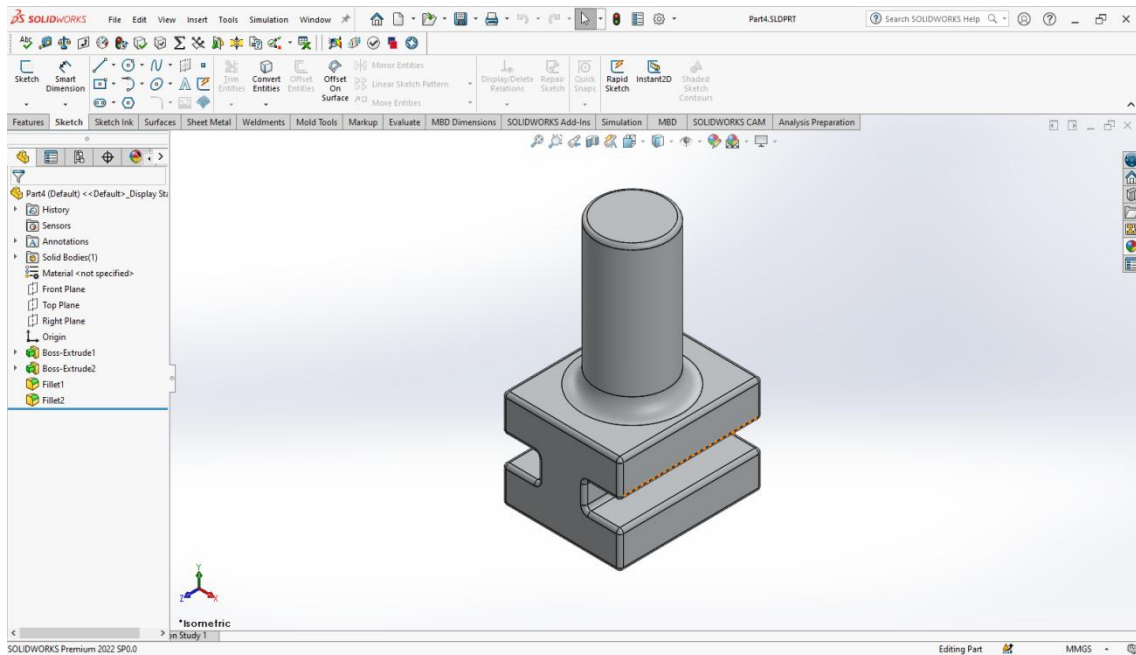 SOLIDWORKS File Edit View Insert Tools Simulation Window Part4.SLDPRT Search SOLIDWORKS Help
Sketch Smart Dimension Trim Entities Convert Entities Offset Entities Offset On Surface Mirror Entities Linear Sketch Pattern Move Entities Display/Delete Relations Repair Sketch Quick Snaps Rapid Sketch Instant2D Shaded Sketch Contours
Features Sketch Sketch Ink Surfaces Sheet Metal Weldments Mold Tools Markup Evaluate MBD Dimensions SOLIDWORKS Add-Ins Simulation MBD SOLIDWORKS CAM Analysis Preparation
Part4 (Default) <<Default>_Display Sta
History
Sensors
Annotations
Solid Bodies(1)
Material <not specified>
Front Plane
Top Plane
Right Plane
Origin
Boss-Extrude1
Boss-Extrude2
Fillet1
Fillet2
Y
Z X
*Isometric
on Study 1
SOLIDWORKS Premium 2022 SP0.0 Editing Part MMGS